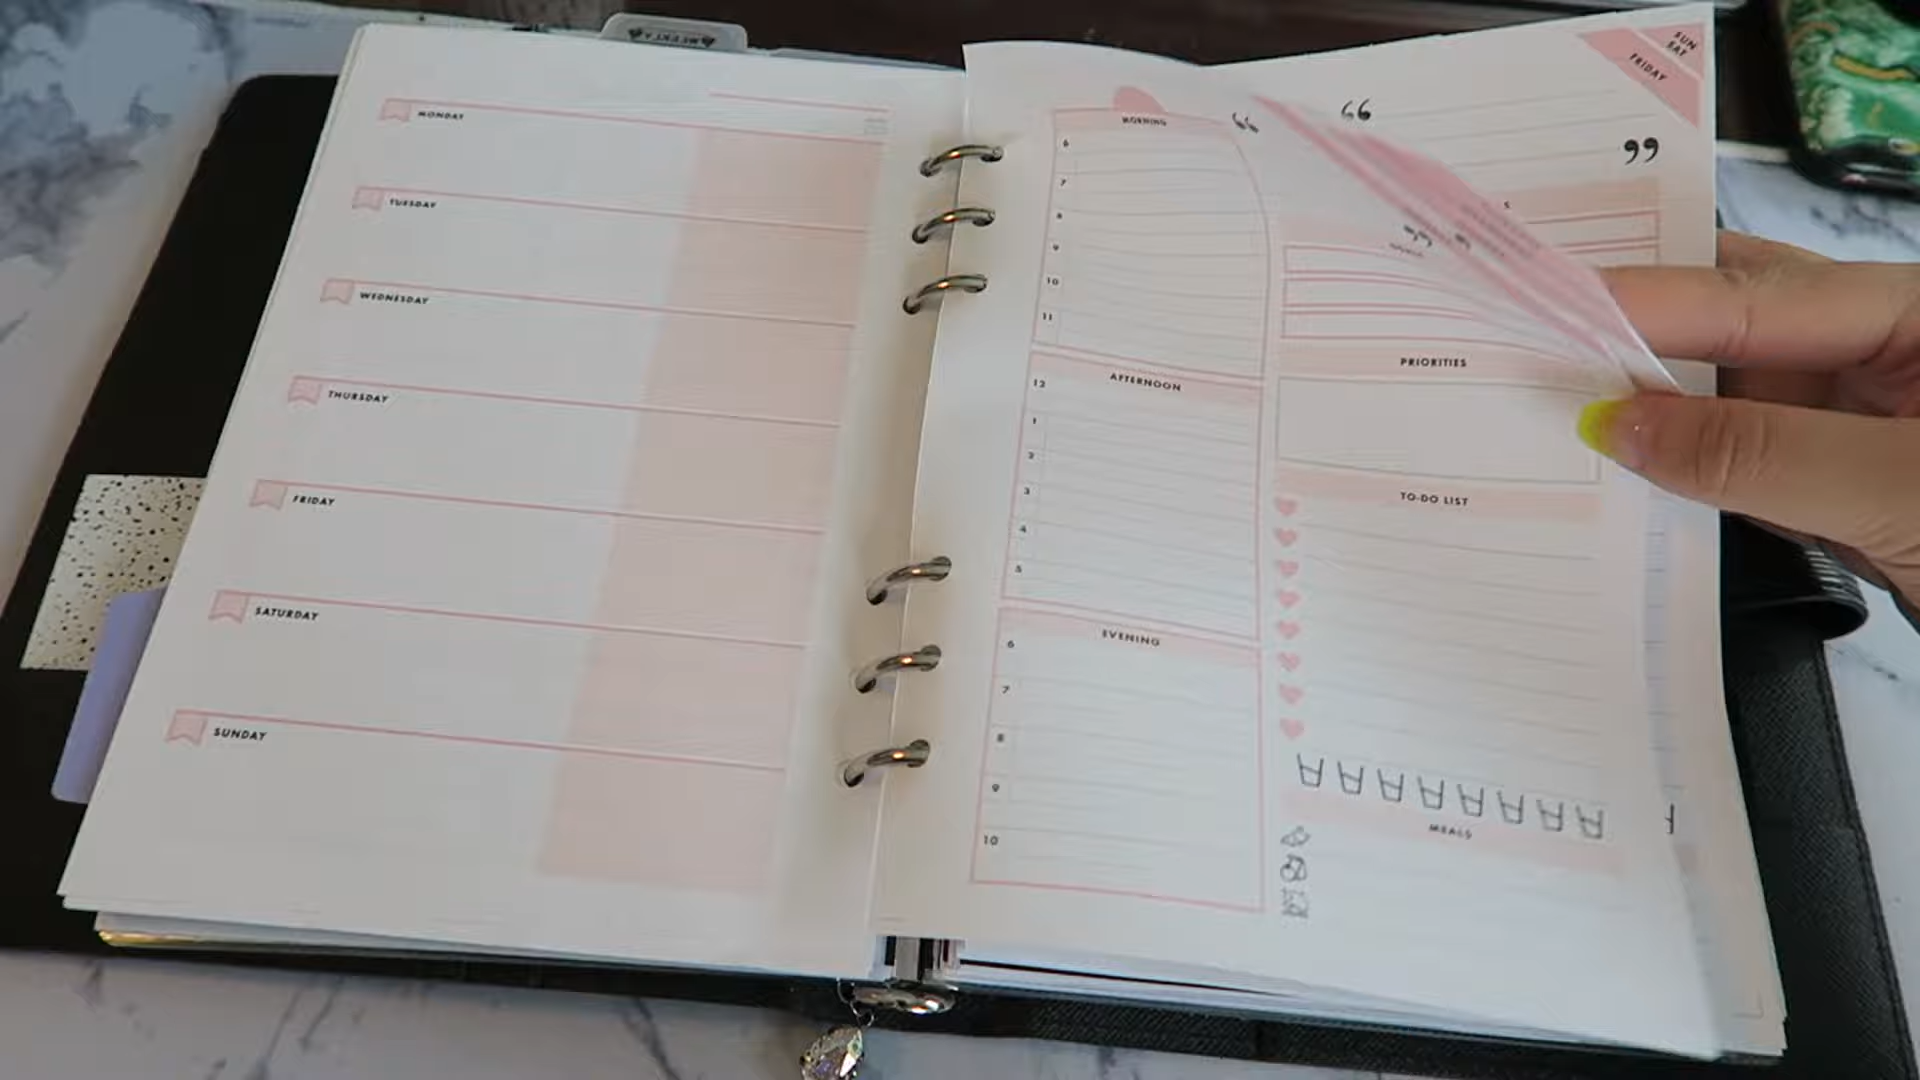 WEEKLY
MONDAY
TUESDAY
WEDNESDAY
THURSDAY
FRIDAY
SATURDAY
SUNDAY
MORNING
6
7
8
9
10
11
AFTERNOON
12
1
2
3
4
5
EVENING
6
7
8
9
10
“
“
”
SUN
SAT
FRIDAY
PRIORITIES
TO-DO LIST
MEALS